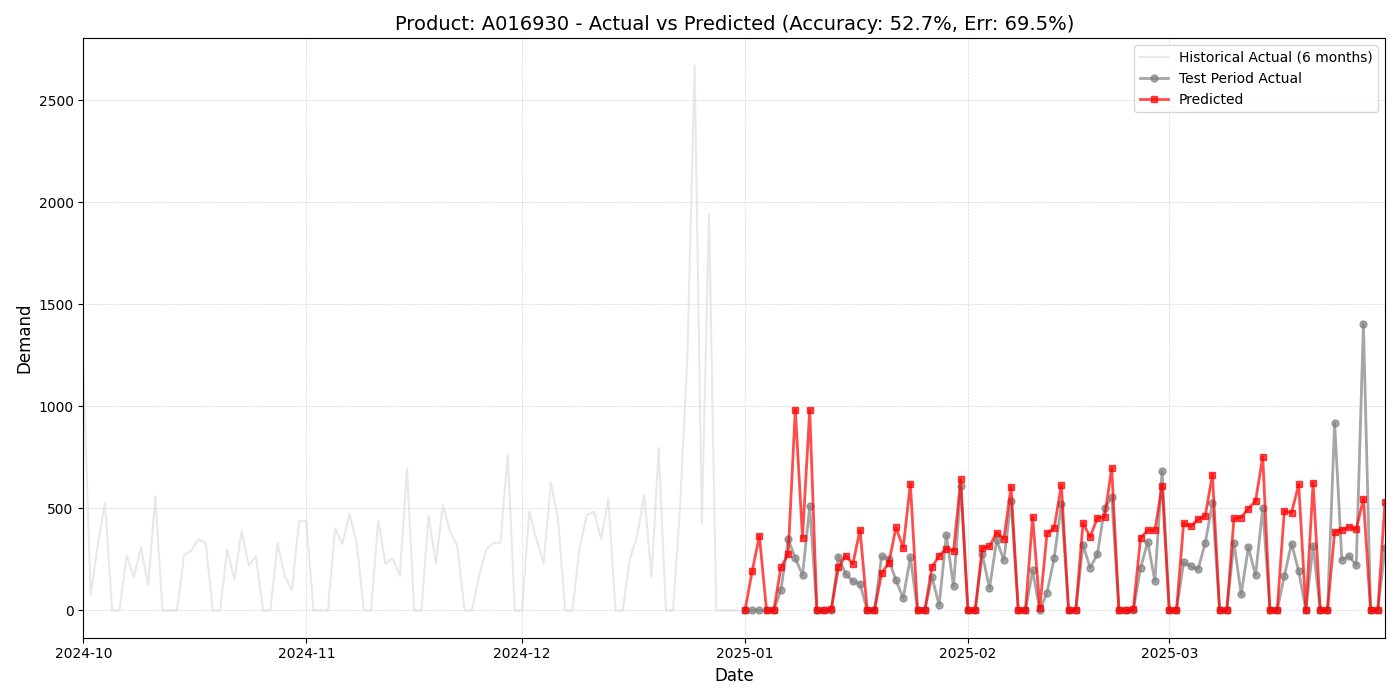 Product: A016930 - Actual vs Predicted (Accuracy: 52.7%, Err: 69.5%)
Historical Actual (6 months)
Test Period Actual
Predicted
Demand
2500
2000
1500
1000
500
0
2024-10
2024-11
2024-12
2025-01
2025-02
2025-03
Date